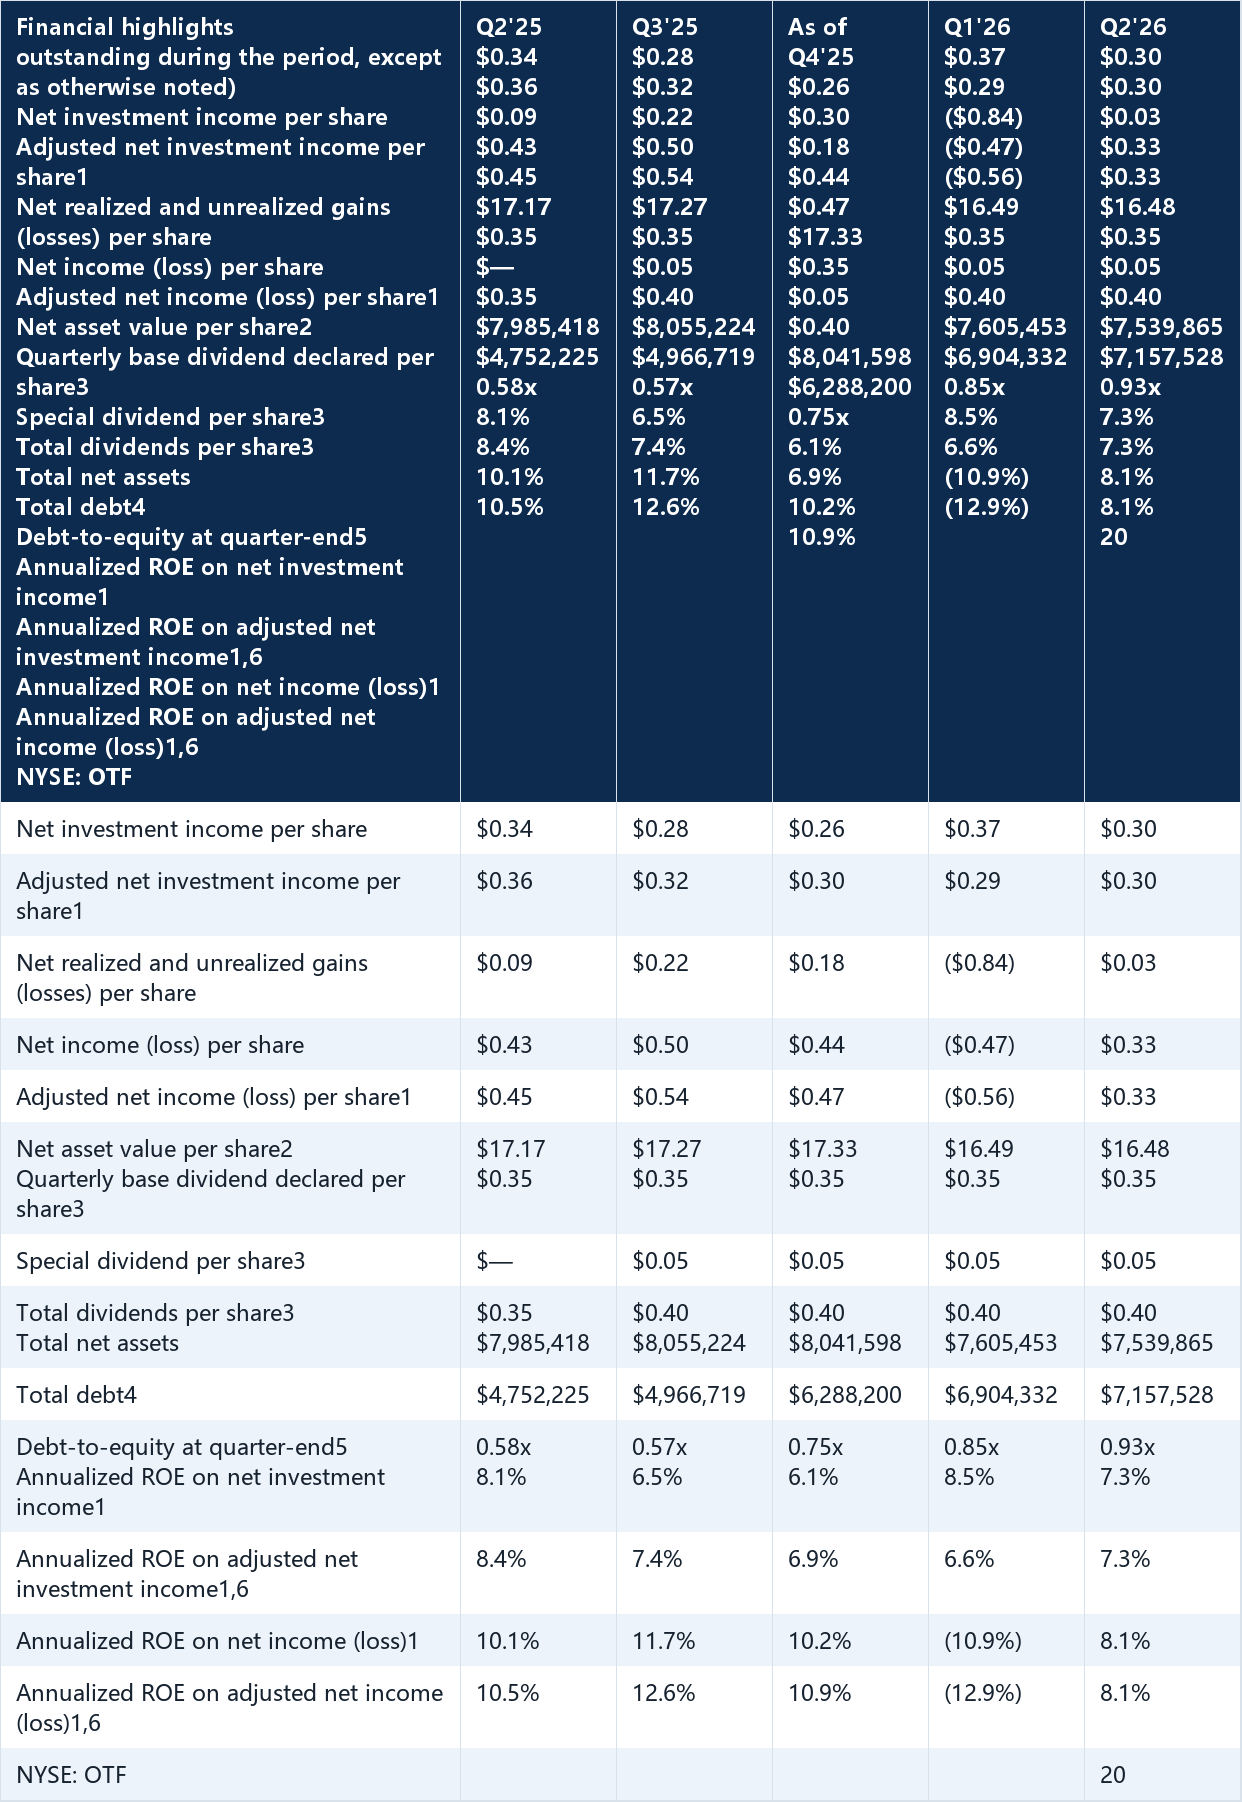 Financial highlights Q2'25 Q3'25 As of Q1'26 Q2'26
outstanding during the period, except $0.34 $0.28 Q4'25 $0.37 $0.30
as otherwise noted) $0.36 $0.32 $0.26 $0.29 $0.30
Net investment income per share $0.09 $0.22 $0.30 ($0.84) $0.03
Adjusted net investment income per $0.43 $0.50 $0.18 ($0.47) $0.33
share1 $0.45 $0.54 $0.44 ($0.56) $0.33
Net realized and unrealized gains $17.17 $17.27 $0.47 $16.49 $16.48
(losses) per share $0.35 $0.35 $17.33 $0.35 $0.35
Net income (loss) per share $— $0.05 $0.35 $0.05 $0.05
Adjusted net income (loss) per share1 $0.35 $0.40 $0.05 $0.40 $0.40
Net asset value per share2 $7,985,418 $8,055,224 $0.40 $7,605,453 $7,539,865
Quarterly base dividend declared per $4,752,225 $4,966,719 $8,041,598 $6,904,332 $7,157,528
share3 0.58x 0.57x $6,288,200 0.85x 0.93x
Special dividend per share3 8.1% 6.5% 0.75x 8.5% 7.3%
Total dividends per share3 8.4% 7.4% 6.1% 6.6% 7.3%
Total net assets 10.1% 11.7% 6.9% (10.9%) 8.1%
Total debt4 10.5% 12.6% 10.2% (12.9%) 8.1%
Debt-to-equity at quarter-end5 10.9% 20
Annualized ROE on net investment
income1
Annualized ROE on adjusted net
investment income1,6
Annualized ROE on net income (loss)1
Annualized ROE on adjusted net
income (loss)1,6
NYSE: OTF
Net investment income per share $0.34 $0.28 $0.26 $0.37 $0.30
Adjusted net investment income per $0.36 $0.32 $0.30 $0.29 $0.30
share1
Net realized and unrealized gains $0.09 $0.22 $0.18 ($0.84) $0.03
(losses) per share
Net income (loss) per share $0.43 $0.50 $0.44 ($0.47) $0.33
Adjusted net income (loss) per share1 $0.45 $0.54 $0.47 ($0.56) $0.33
Net asset value per share2 $17.17 $17.27 $17.33 $16.49 $16.48
Quarterly base dividend declared per $0.35 $0.35 $0.35 $0.35 $0.35
share3
Special dividend per share3 $— $0.05 $0.05 $0.05 $0.05
Total dividends per share3 $0.35 $0.40 $0.40 $0.40 $0.40
Total net assets $7,985,418 $8,055,224 $8,041,598 $7,605,453 $7,539,865
Total debt4 $4,752,225 $4,966,719 $6,288,200 $6,904,332 $7,157,528
Debt-to-equity at quarter-end5 0.58x 0.57x 0.75x 0.85x 0.93x
Annualized ROE on net investment 8.1% 6.5% 6.1% 8.5% 7.3%
income1
Annualized ROE on adjusted net 8.4% 7.4% 6.9% 6.6% 7.3%
investment income1,6
Annualized ROE on net income (loss)1 10.1% 11.7% 10.2% (10.9%) 8.1%
Annualized ROE on adjusted net income 10.5% 12.6% 10.9% (12.9%) 8.1%
(loss)1,6
NYSE: OTF 20